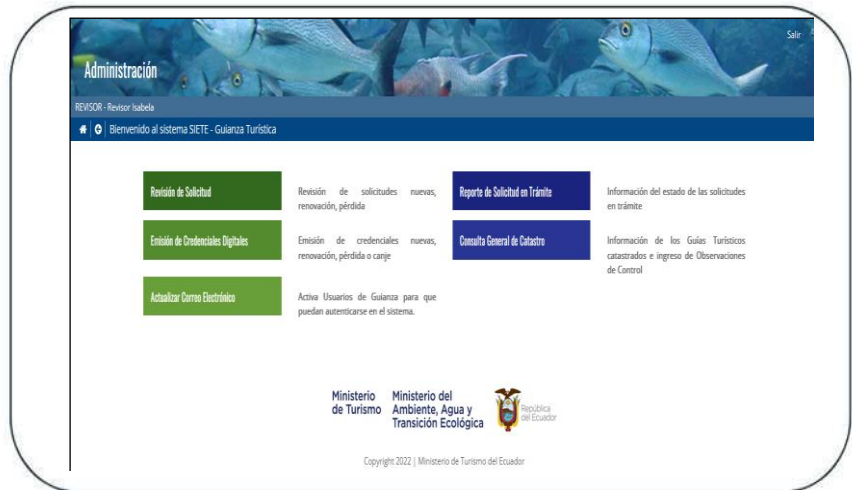 Salir
Administración
REVISOR - Revisor Isabela
Bienvenido al sistema SIETE - Guianza Turística
Revisión de Solicitud
Revisión de solicitudes nuevas,
renovación, pérdida
Reporte de Solicitud en Trámite
Información del estado de las solicitudes
en trámite
Emisión de Credenciales Digitales
Emisión de credenciales nuevas,
renovación, pérdida o canje
Consulta General de Catastro
Información de los Guías Turísticos
catastrados e ingreso de Observaciones
de Control
Actualizar Correo Electrónico
Activa Usuarios de Guianza para que
puedan autenticarse en el sistema.
Ministerio
de Turismo
Ministerio del
Ambiente, Agua y
Transición Ecológica
República
del Ecuador
Copyright 2022 | Ministerio de Turismo del Ecuador